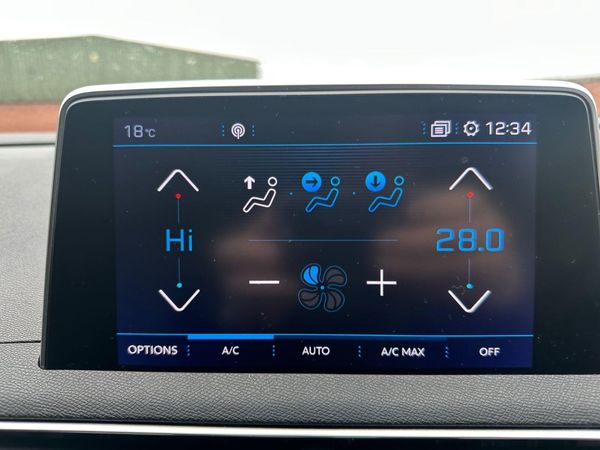 18°C 12:34
Hi 28.0
OPTIONS A/C AUTO A/C MAX OFF